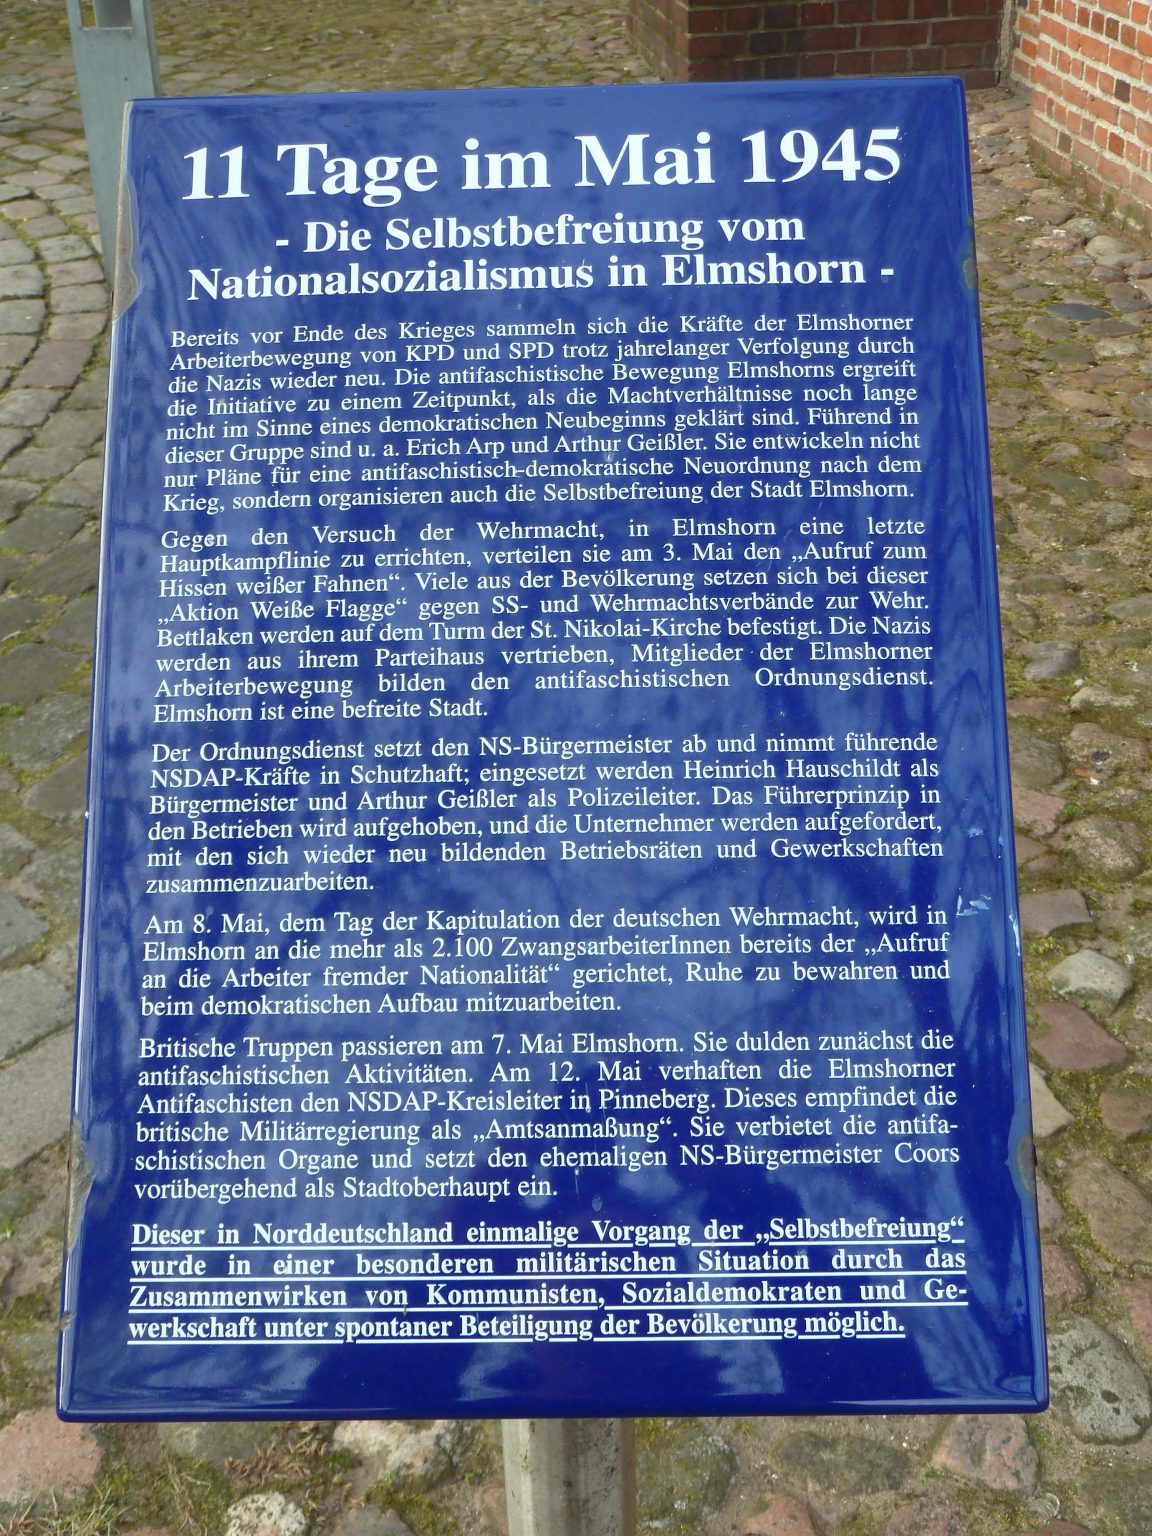 11 Tage im Mai 1945
- Die Selbstbefreiung vom
Nationalsozialismus in Elmshorn -
Bereits vor Ende des Krieges sammeln sich die Kräfte der Elmshorner
Arbeiterbewegung von KPD und SPD trotz jahrelanger Verfolgung durch
die Nazis wieder neu. Die antifaschistische Bewegung Elmshorns ergreift
die Initiative zu einem Zeitpunkt, als die Machtverhältnisse noch lange
nicht im Sinne eines demokratischen Neubeginns geklärt sind. Führend in
dieser Gruppe sind u. a. Erich Arp und Arthur Geißler. Sie entwickeln nicht
nur Pläne für eine antifaschistisch-demokratische Neuordnung nach dem
Krieg, sondern organisieren auch die Selbstbefreiung der Stadt Elmshorn.
Gegen den Versuch der Wehrmacht, in Elmshorn eine letzte
Hauptkampflinie zu errichten, verteilen sie am 3. Mai den „Aufruf zum
Hissen weißer Fahnen“. Viele aus der Bevölkerung setzen sich bei dieser
„Aktion Weiße Flagge“ gegen SS- und Wehrmachtsverbände zur Wehr.
Bettlaken werden auf dem Turm der St. Nikolai-Kirche befestigt. Die Nazis
werden aus ihrem Parteihaus vertrieben, Mitglieder der Elmshorner
Arbeiterbewegung bilden den antifaschistischen Ordnungsdienst.
Elmshorn ist eine befreite Stadt.
Der Ordnungsdienst setzt den NS-Bürgermeister ab und nimmt führende
NSDAP-Kräfte in Schutzhaft; eingesetzt werden Heinrich Hauschildt als
Bürgermeister und Arthur Geißler als Polizeileiter. Das Führerprinzip in
den Betrieben wird aufgehoben, und die Unternehmer werden aufgefordert,
mit den sich wieder neu bildenden Betriebsräten und Gewerkschaften
zusammenzuarbeiten.
Am 8. Mai, dem Tag der Kapitulation der deutschen Wehrmacht, wird in
Elmshorn an die mehr als 2.100 ZwangsarbeiterInnen bereits der „Aufruf
an die Arbeiter fremder Nationalität“ gerichtet, Ruhe zu bewahren und
beim demokratischen Aufbau mitzuarbeiten.
Britische Truppen passieren am 7. Mai Elmshorn. Sie dulden zunächst die
antifaschistischen Aktivitäten. Am 12. Mai verhaften die Elmshorner
Antifaschisten den NSDAP-Kreisleiter in Pinneberg. Dieses empfindet die
britische Militärregierung als „Amtsanmaßung“. Sie verbietet die antifa-
schistischen Organe und setzt den ehemaligen NS-Bürgermeister Coors
vorübergehend als Stadtoberhaupt ein.
Dieser in Norddeutschland einmalige Vorgang der „Selbstbefreiung“
wurde in einer besonderen militärischen Situation durch das
Zusammenwirken von Kommunisten, Sozialdemokraten und Ge-
werkschaft unter spontaner Beteiligung der Bevölkerung möglich.